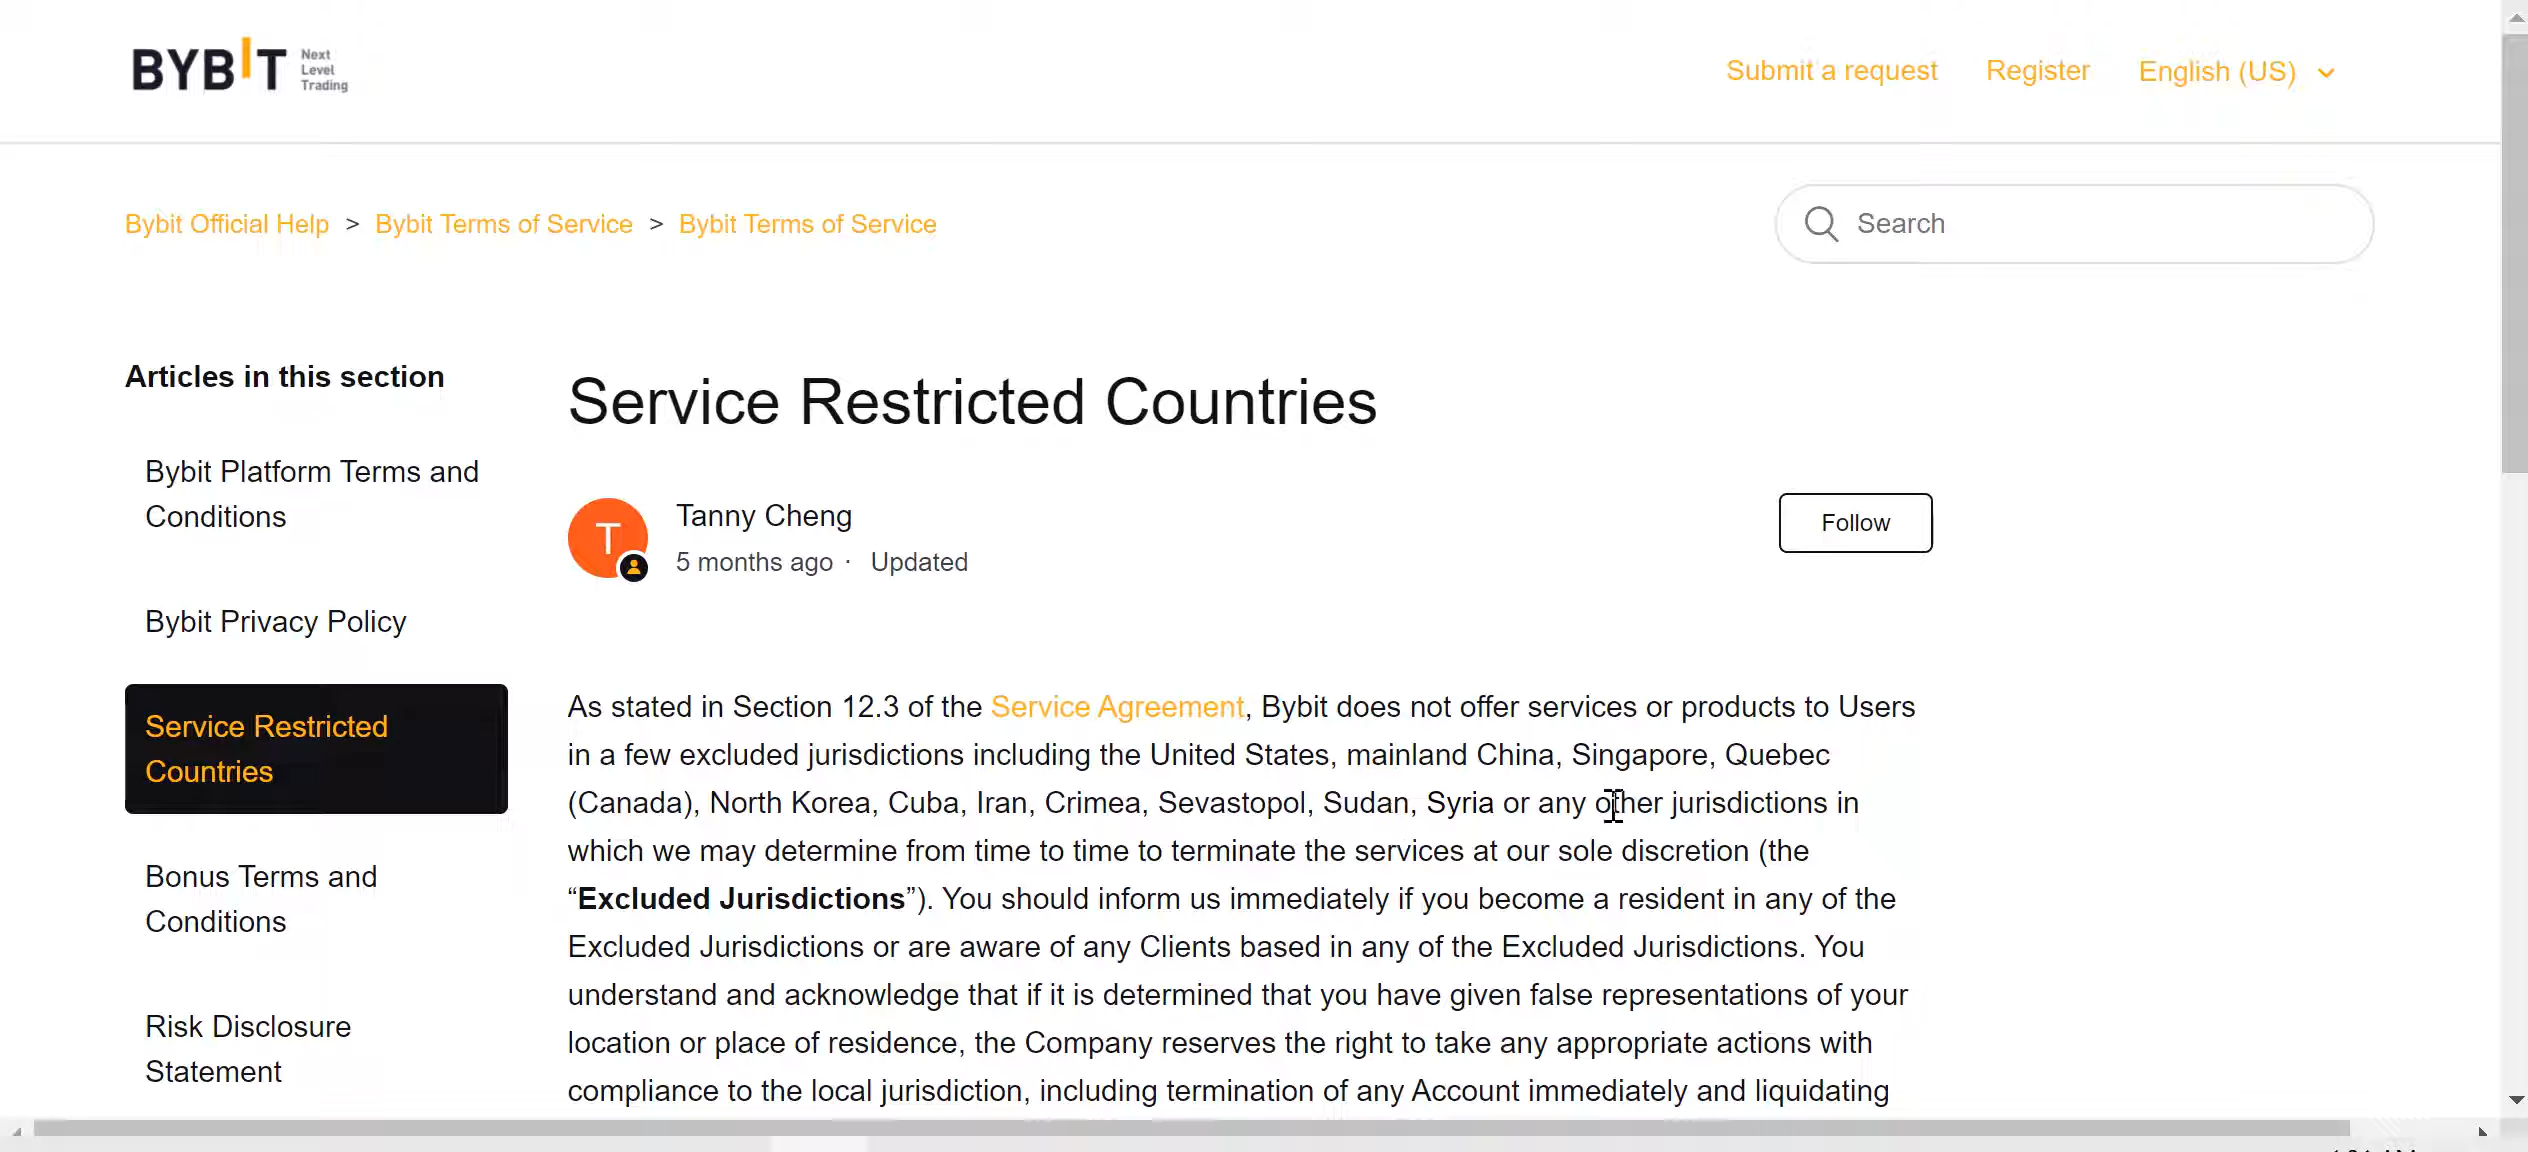 BYBIT
Next
Level
Trading
Submit a request
Register
English (US)
Bybit Official Help > Bybit Terms of Service > Bybit Terms of Service
Search
Articles in this section
Bybit Platform Terms and
Conditions
Bybit Privacy Policy
Service Restricted
Countries
Bonus Terms and
Conditions
Risk Disclosure
Statement
Service Restricted Countries
T
Tanny Cheng
5 months ago · Updated
Follow
As stated in Section 12.3 of the Service Agreement, Bybit does not offer services or products to Users
in a few excluded jurisdictions including the United States, mainland China, Singapore, Quebec
(Canada), North Korea, Cuba, Iran, Crimea, Sevastopol, Sudan, Syria or any other jurisdictions in
which we may determine from time to time to terminate the services at our sole discretion (the
“Excluded Jurisdictions”). You should inform us immediately if you become a resident in any of the
Excluded Jurisdictions or are aware of any Clients based in any of the Excluded Jurisdictions. You
understand and acknowledge that if it is determined that you have given false representations of your
location or place of residence, the Company reserves the right to take any appropriate actions with
compliance to the local jurisdiction, including termination of any Account immediately and liquidating